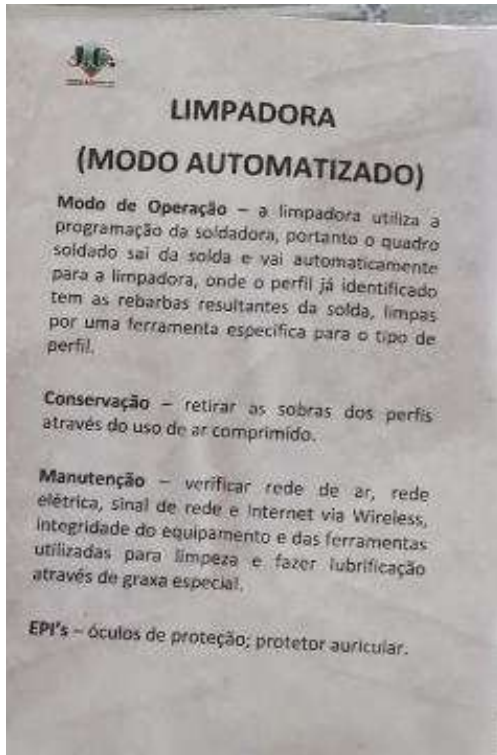 LIMPADORA
(MODO AUTOMATIZADO)
Modo de Operação – a limpadora utiliza a
programação da soldadora, portanto o quadro
soldado sai da solda e vai automaticamente
para a limpadora, onde o perfil já identificado
tem as rebarbas resultantes da solda, limpas
por uma ferramenta especifica para o tipo de
perfil.
Conservação – retirar as sobras dos perfis
através do uso de ar comprimido.
Manutenção – verificar rede de ar, rede
elétrica, sinal de rede e Internet via Wireless,
integridade do equipamento e das ferramentas
utilizadas para limpeza e fazer lubrificação
através de graxa especial.
EPI's – óculos de proteção; protetor auricular.